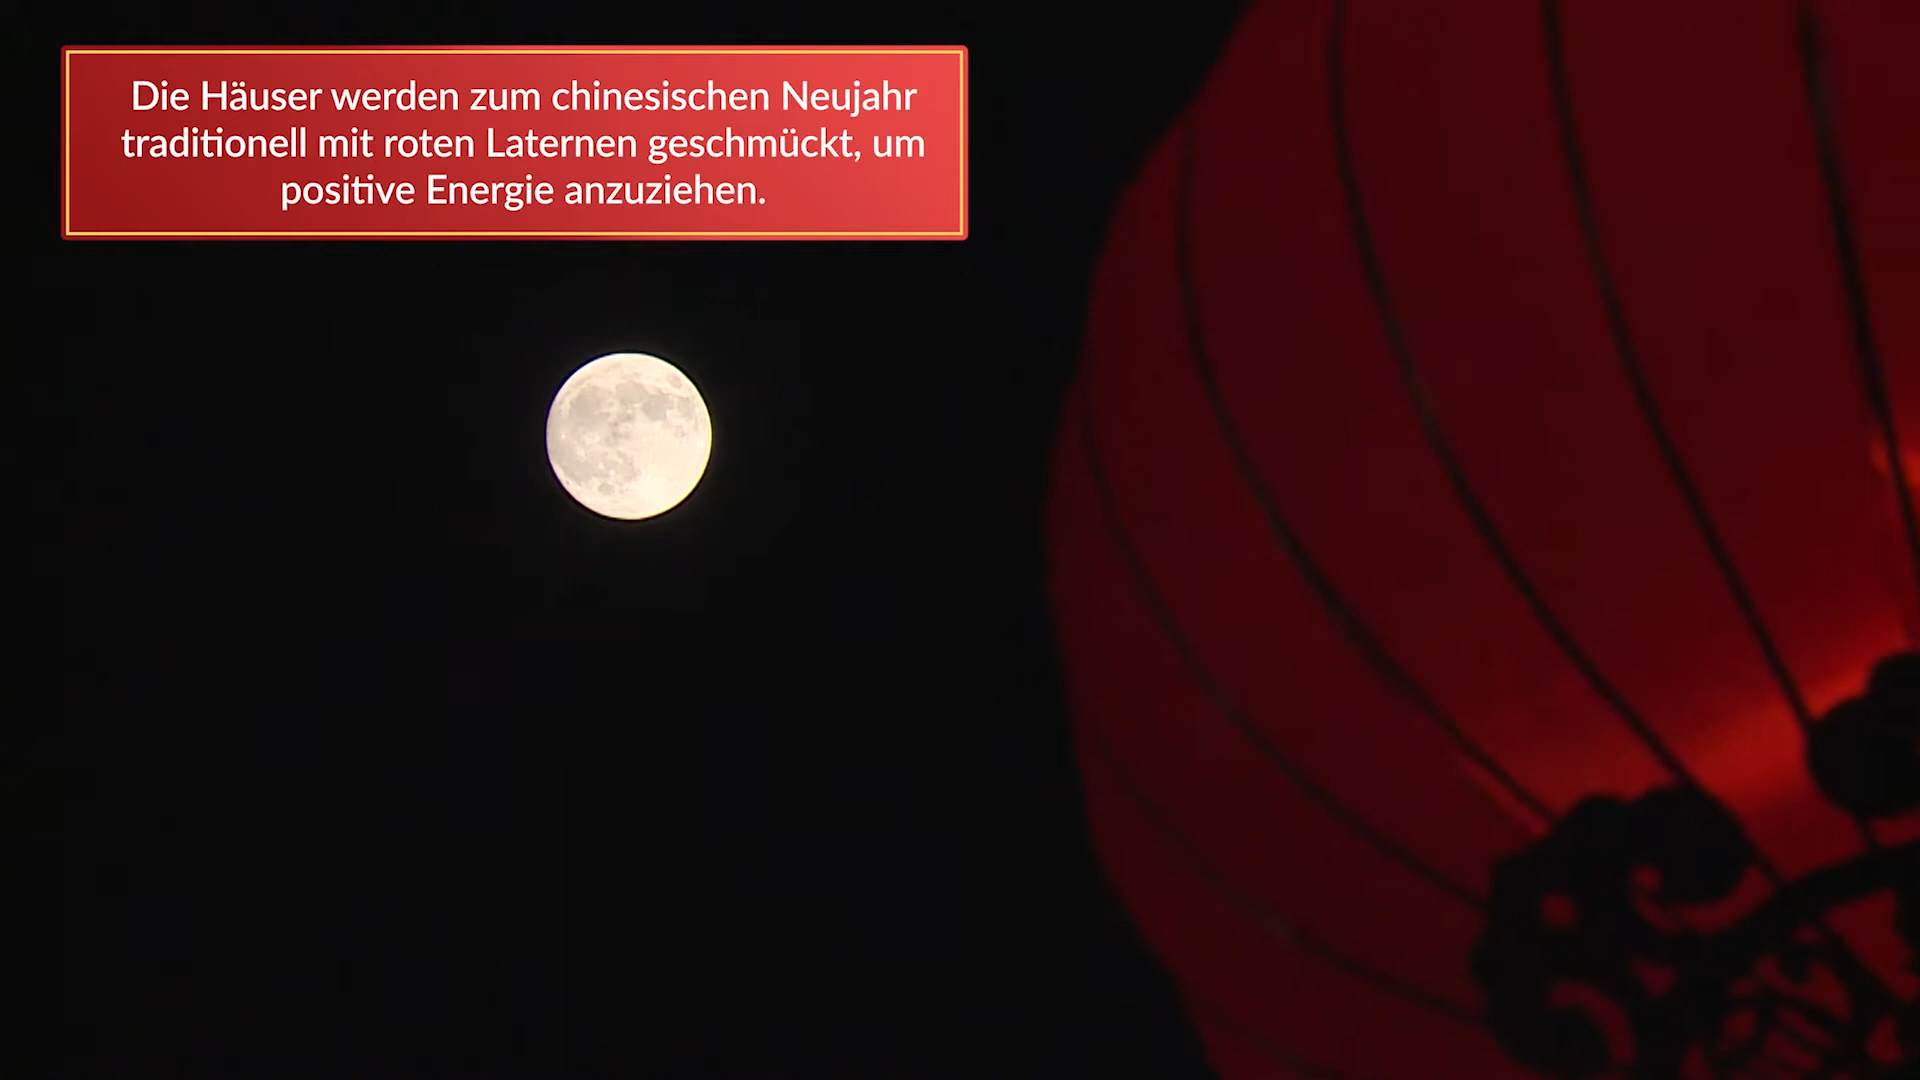 Die Häuser werden zum chinesischen Neujahr
traditionell mit roten Laternen geschmückt, um
positive Energie anzuziehen.